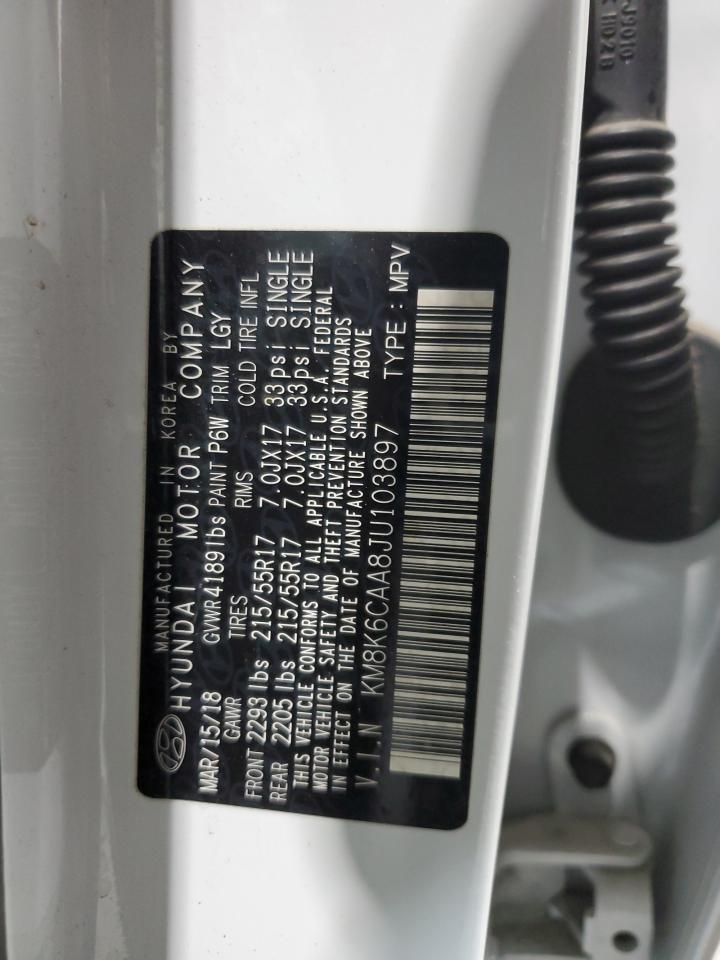 MANUFACTURED IN KOREA BY
HYUNDAI MOTOR COMPANY
MAR/15/18 GVWR4189lbs PAINT P6W TRIM LGY
GAWR TIRES RIMS COLD TIRE INFL
FRONT 2293 lbs 215/55R17 7.0JX17 33psi SINGLE
REAR 2205 lbs 215/55R17 7.0JX17 33psi SINGLE
THIS VEHICLE CONFORMS TO ALL APPLICABLE U.S.A. FEDERAL
MOTOR VEHICLE SAFETY AND THEFT PREVENTION STANDARDS
IN EFFECT ON THE DATE OF MANUFACTURE SHOWN ABOVE
V.I.N KM8K6CAA8JU103897 TYPE : MPV
H02B